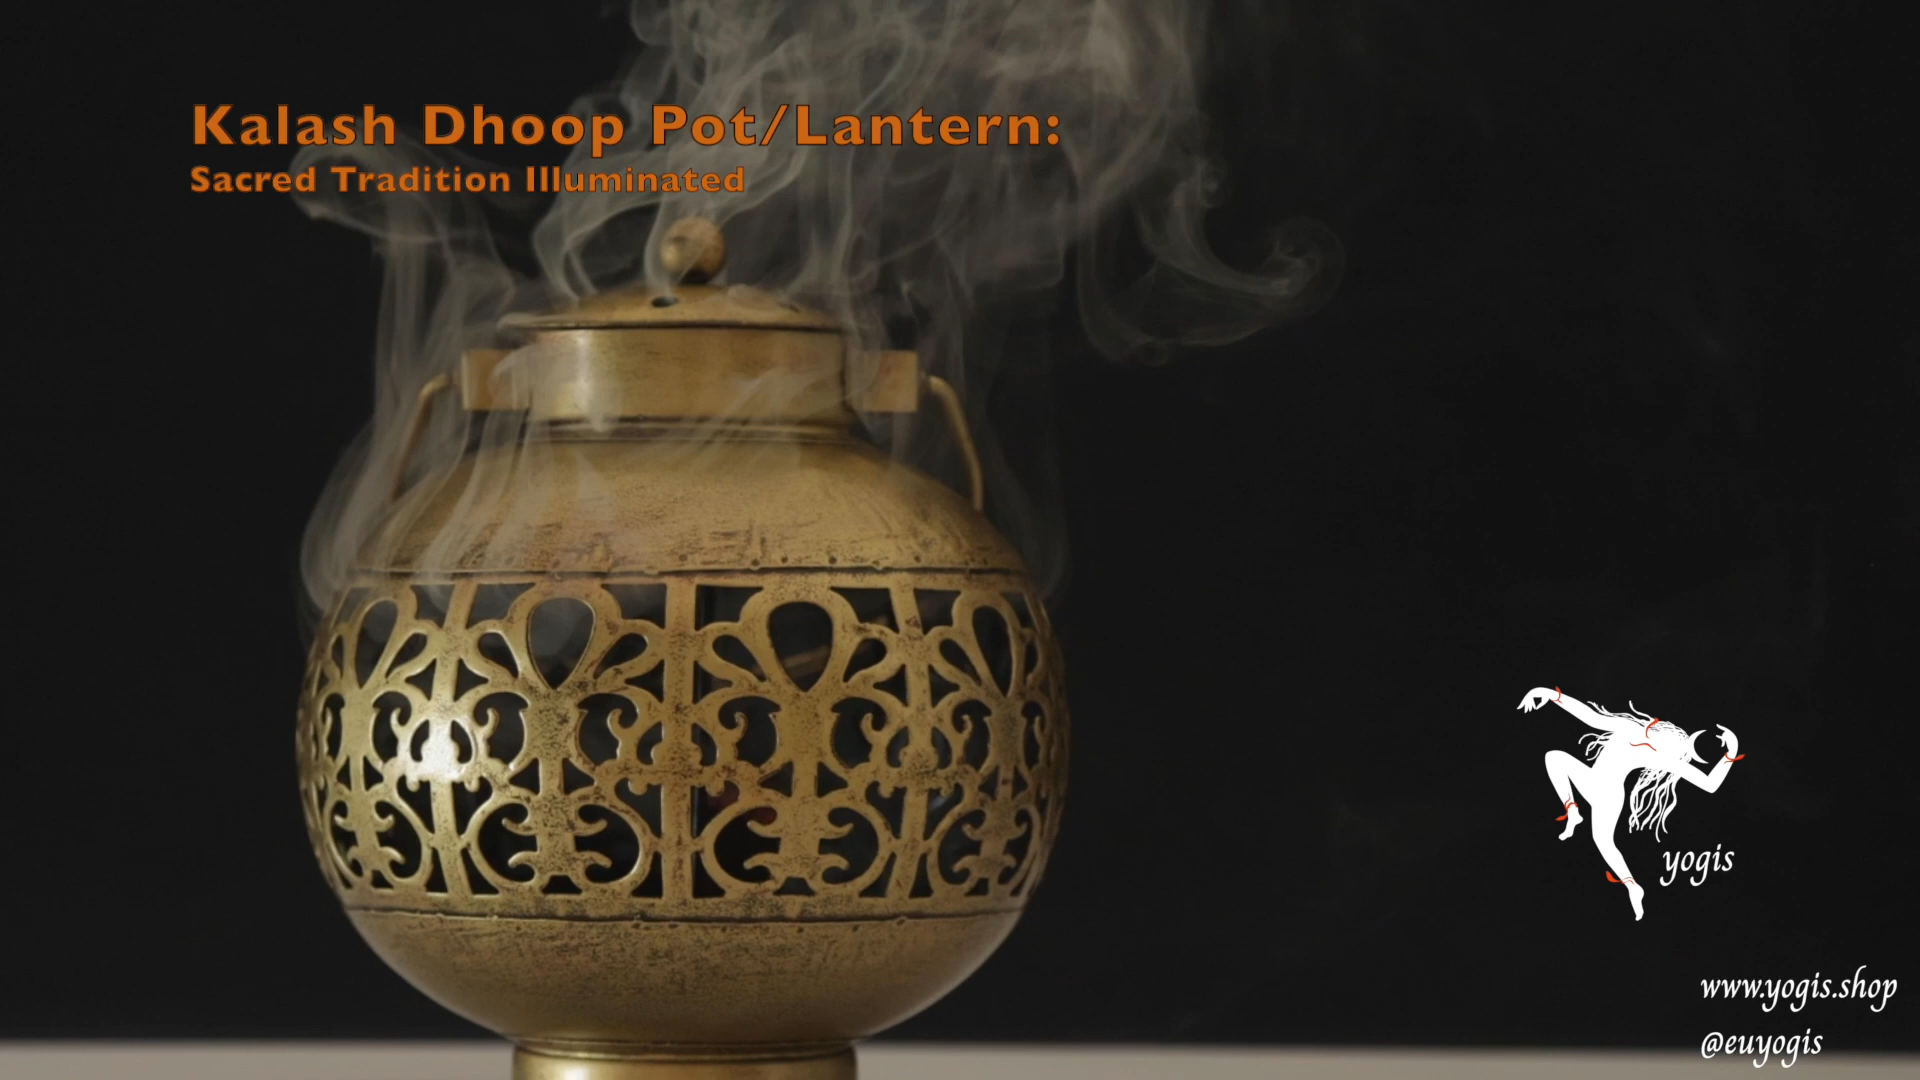 Kalash Dhoop Pot/Lantern:
Sacred Tradition Illuminated
yogis
www.yogis.shop
@euyogis